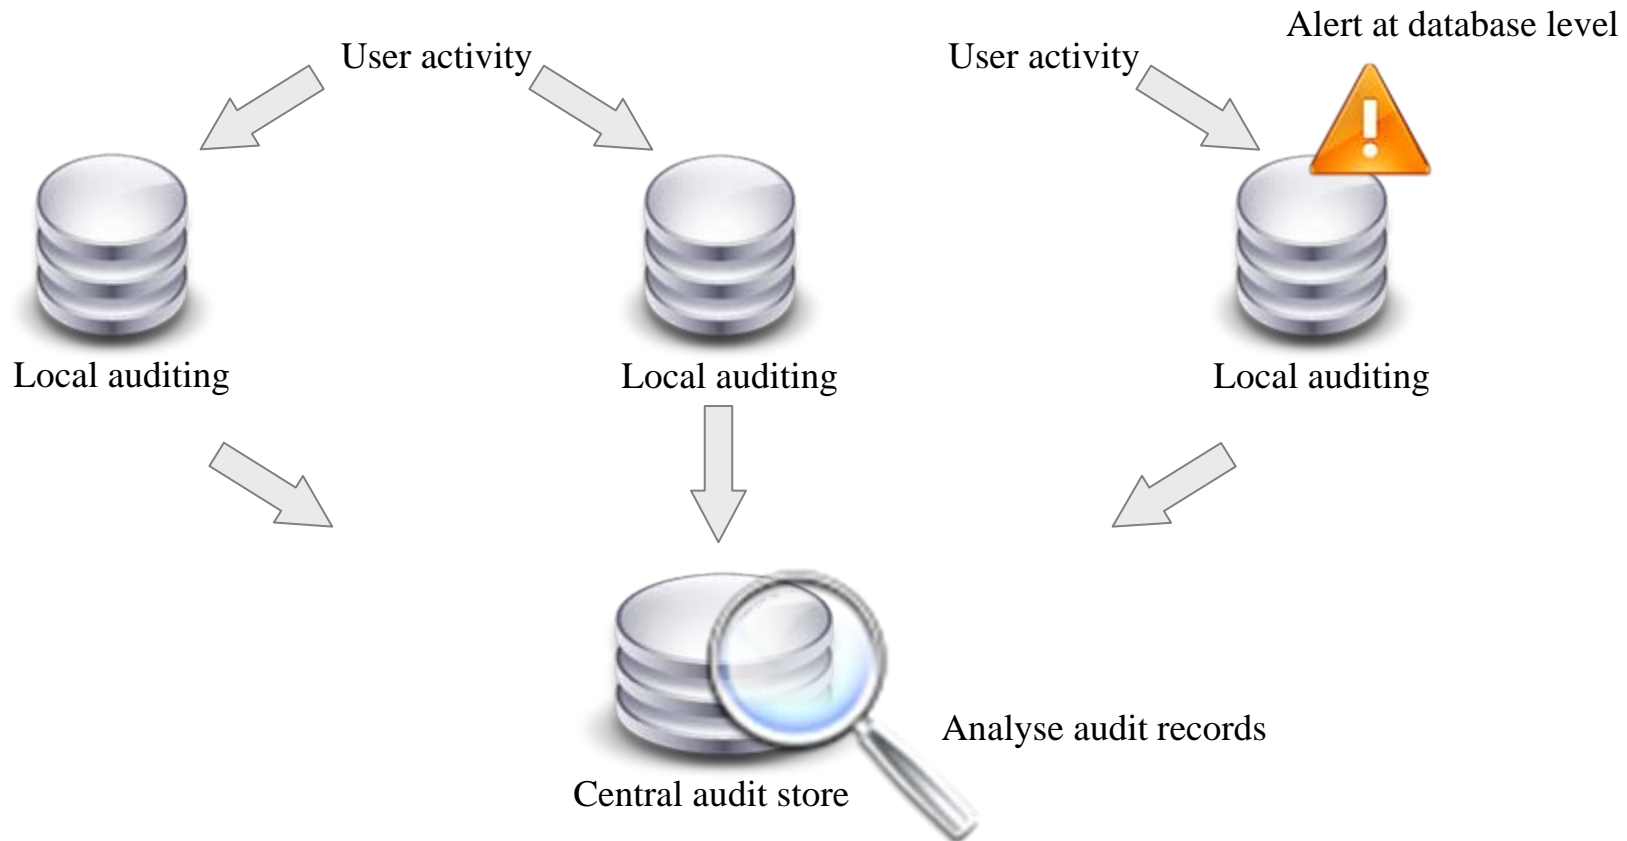 Alert at database level
User activity
User activity
Local auditing
Local auditing
Local auditing
Analyse audit records
Central audit store